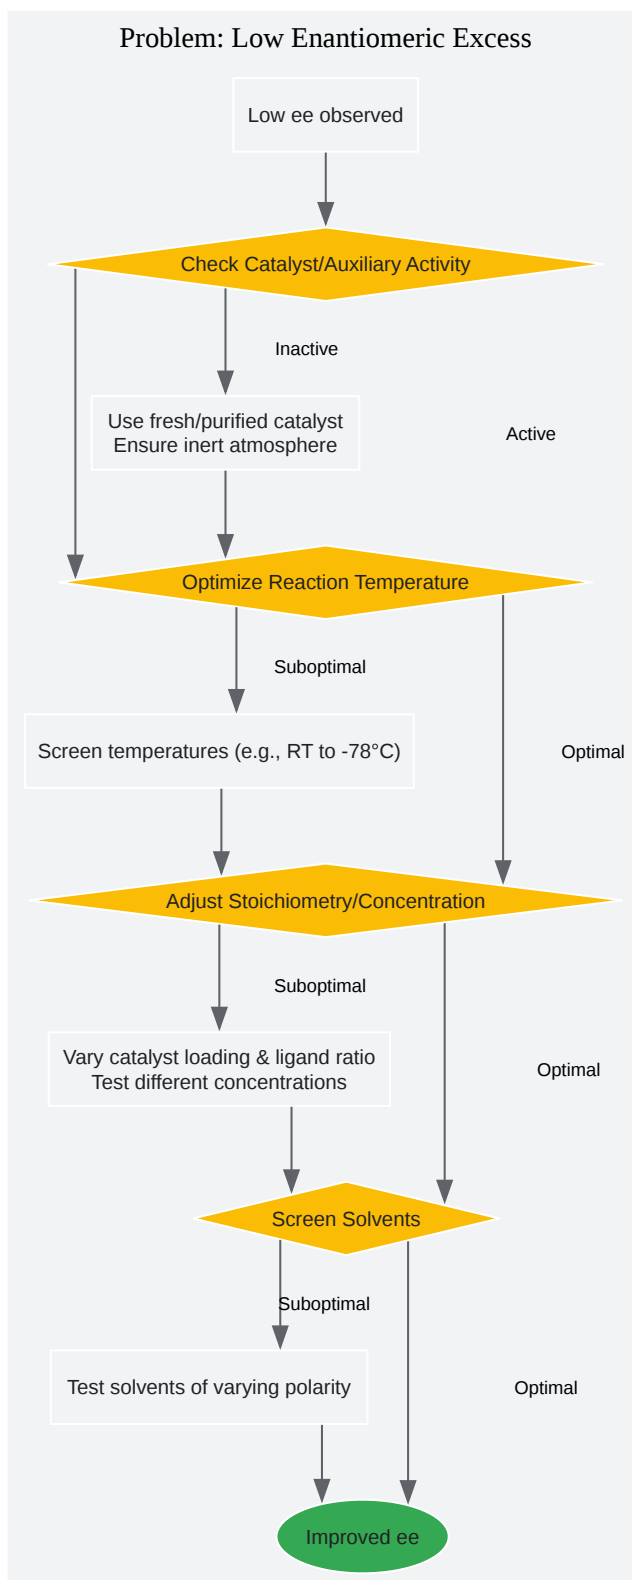 Problem: Low Enantiomeric Excess
Low ee observed
Check Catalyst/Auxiliary Activity
Inactive
Use fresh/purified catalyst
Ensure inert atmosphere
Active
Optimize Reaction Temperature
Suboptimal
Screen temperatures (e.g., RT to -78°C)
Optimal
Adjust Stoichiometry/Concentration
Suboptimal
Vary catalyst loading & ligand ratio
Test different concentrations
Optimal
Screen Solvents
Suboptimal
Test solvents of varying polarity
Optimal
Improved ee